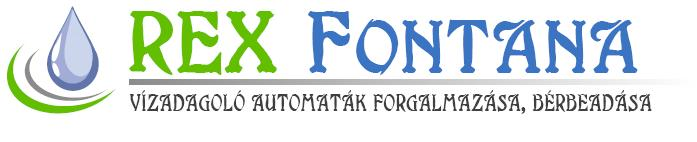 REX FONTANA
VÍZADAGOLÓ AUTOMATÁK FORGALMAZÁSA, BÉRBEADÁSA